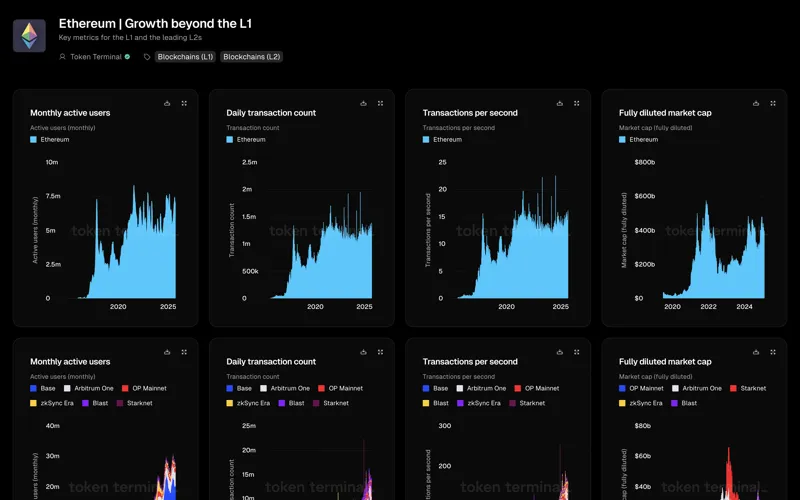 Ethereum | Growth beyond the L1
Key metrics for the L1 and the leading L2s
Token Terminal Blockchains (L1) Blockchains (L2)
Monthly active users
Active users (monthly)
Ethereum
10m
7.5m
5m
2.5m
0
Active users (monthly)
token terminal
2020 2025
Daily transaction count
Transaction count
Ethereum
2.5m
2m
1.5m
1m
500k
0
Transaction count
token terminal
2020 2025
Transactions per second
Transactions per second
Ethereum
25
20
15
10
5
0
Transactions per second
token terminal
2020 2025
Fully diluted market cap
Market cap (fully diluted)
Ethereum
$800b
$600b
$400b
$200b
$0
Market cap (fully diluted)
token terminal
2020 2022 2024
Monthly active users
Active users (monthly)
Base Arbitrum One OP Mainnet
zkSync Era Blast Starknet
40m
30m
20m
users (monthly)
token terminal
Daily transaction count
Transaction count
Base Arbitrum One OP Mainnet
zkSync Era Blast Starknet
25m
20m
15m
10m
count
token terminal
Transactions per second
Transactions per second
Base Arbitrum One OP Mainnet
Blast zkSync Era Starknet
300
200
per second
token terminal
Fully diluted market cap
Market cap (fully diluted)
Base Arbitrum One Starknet
zkSync Era Blast
$80b
$60b
$40b
(fully diluted)
token terminal